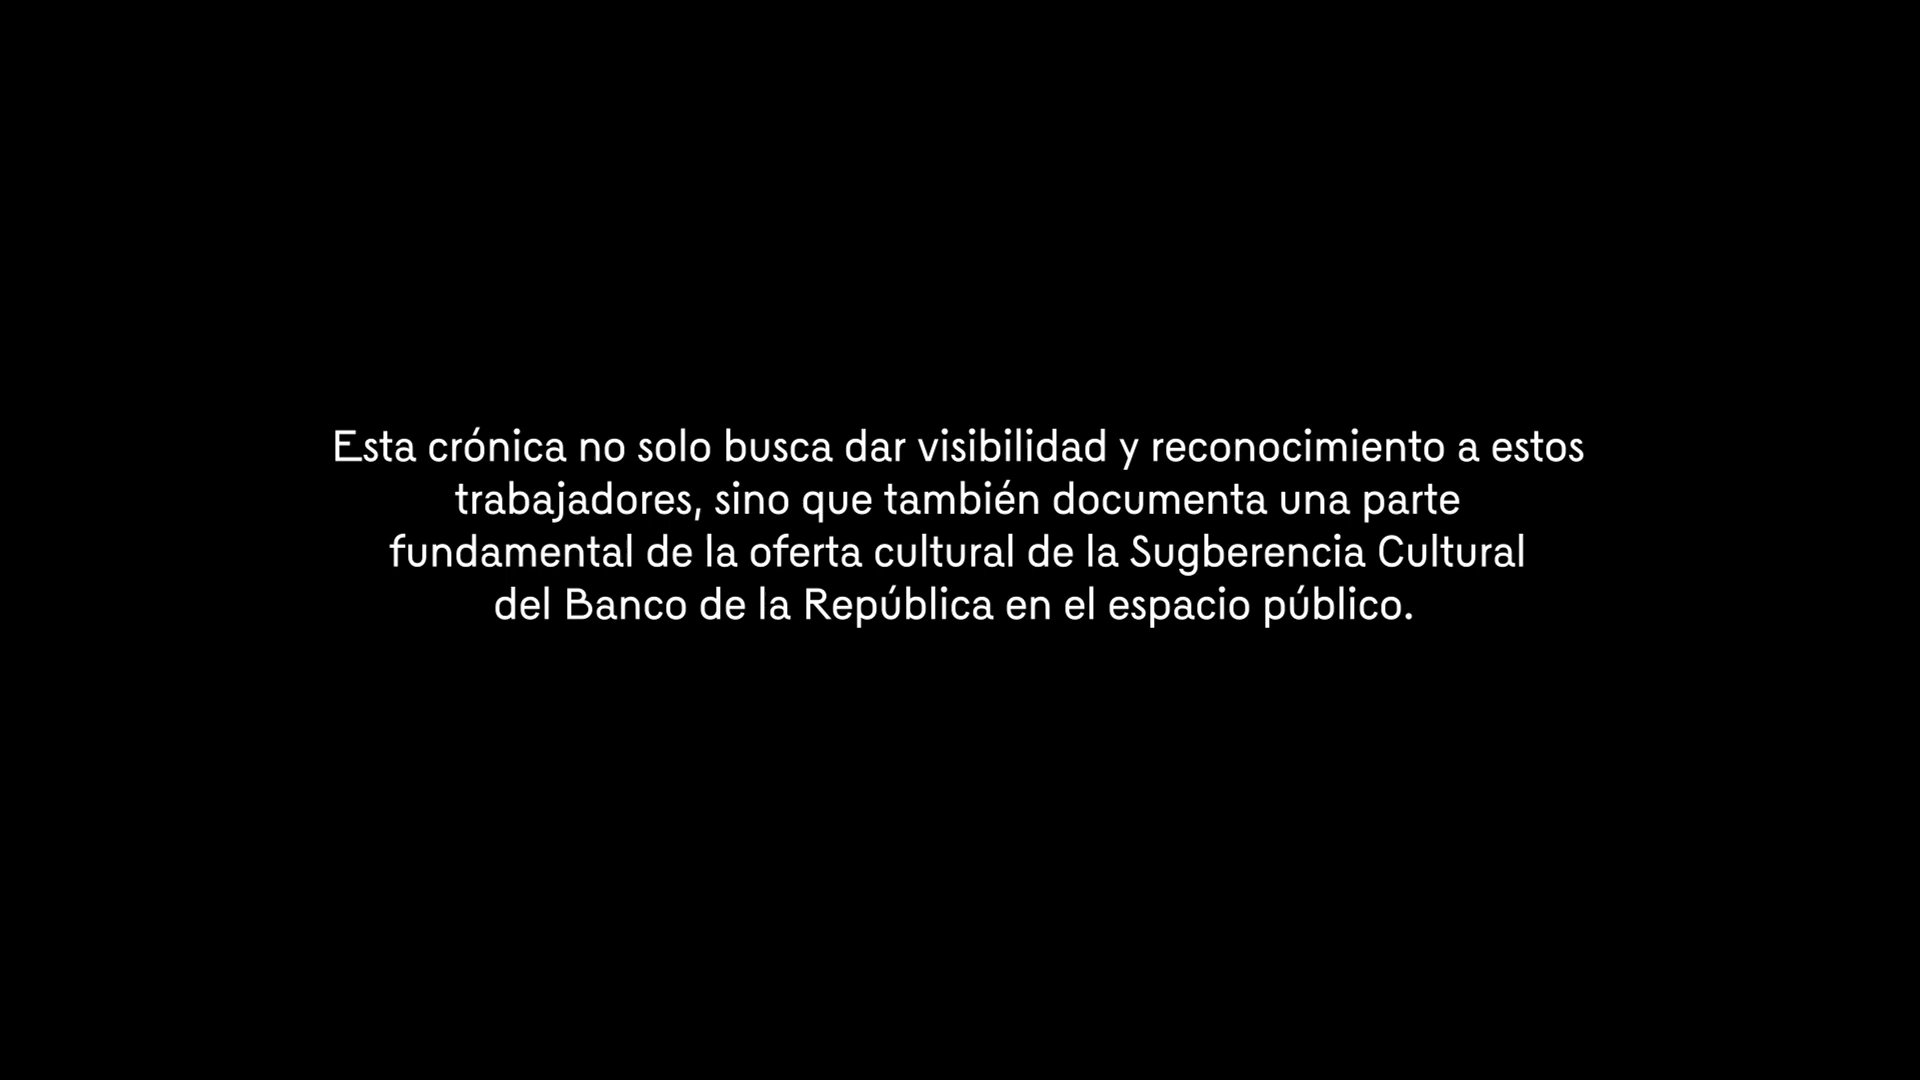 Esta crónica no solo busca dar visibilidad y reconocimiento a estos
trabajadores, sino que también documenta una parte
fundamental de la oferta cultural de la Sugberencia Cultural
del Banco de la República en el espacio público.